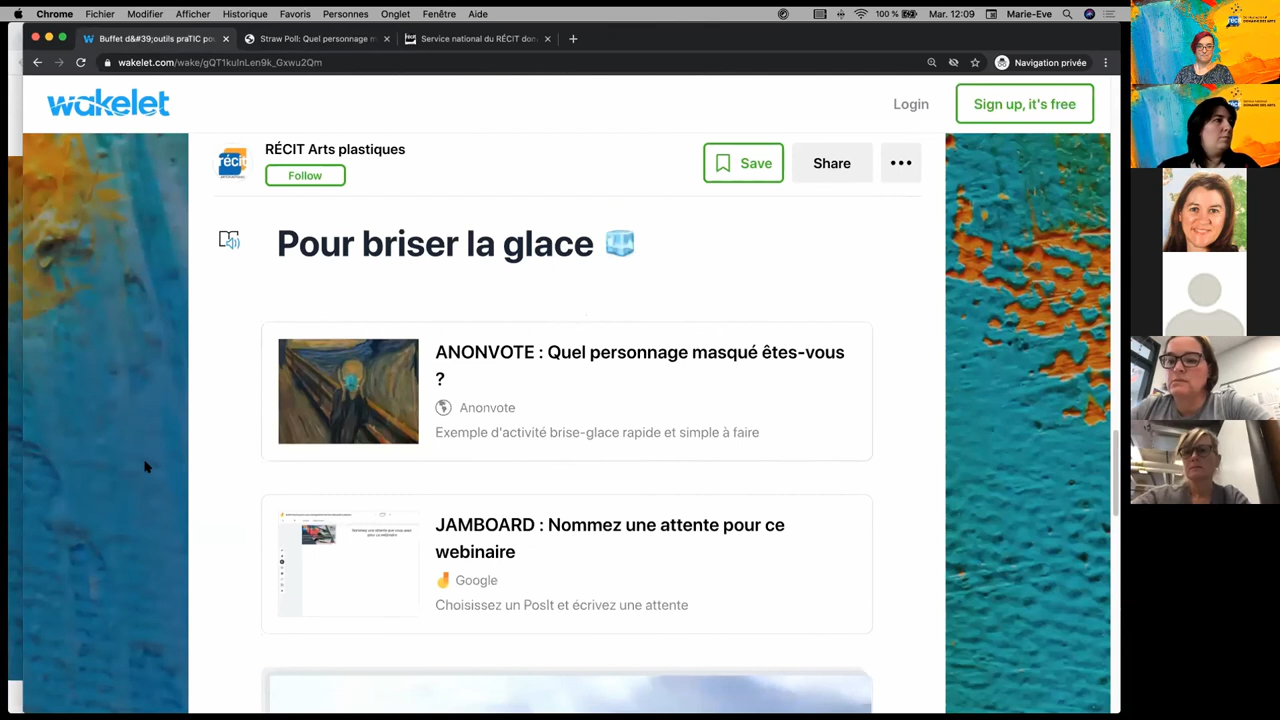 Chrome Fichier Modifier Afficher Historique Favoris Personnes Onglet Fenêtre Aide 100 % Mar. 12:09 Marie-Eve
Buffet d&#39;outils praTIC po
Straw Poll: Quel personnage m
Service national du RÉCIT don
wakelet.com/wake/gQT1kuInLen9k_Gxwu2Qm
Navigation privée
wakelet
Login
Sign up, it's free
récit
RÉCIT Arts plastiques
Follow
Save
Share
Pour briser la glace
ANONVOTE : Quel personnage masqué êtes-vous
?
Anonvote
Exemple d'activité brise-glace rapide et simple à faire
JAMBOARD : Nommez une attente pour ce
webinaire
Google
Choisissez un PosIt et écrivez une attente